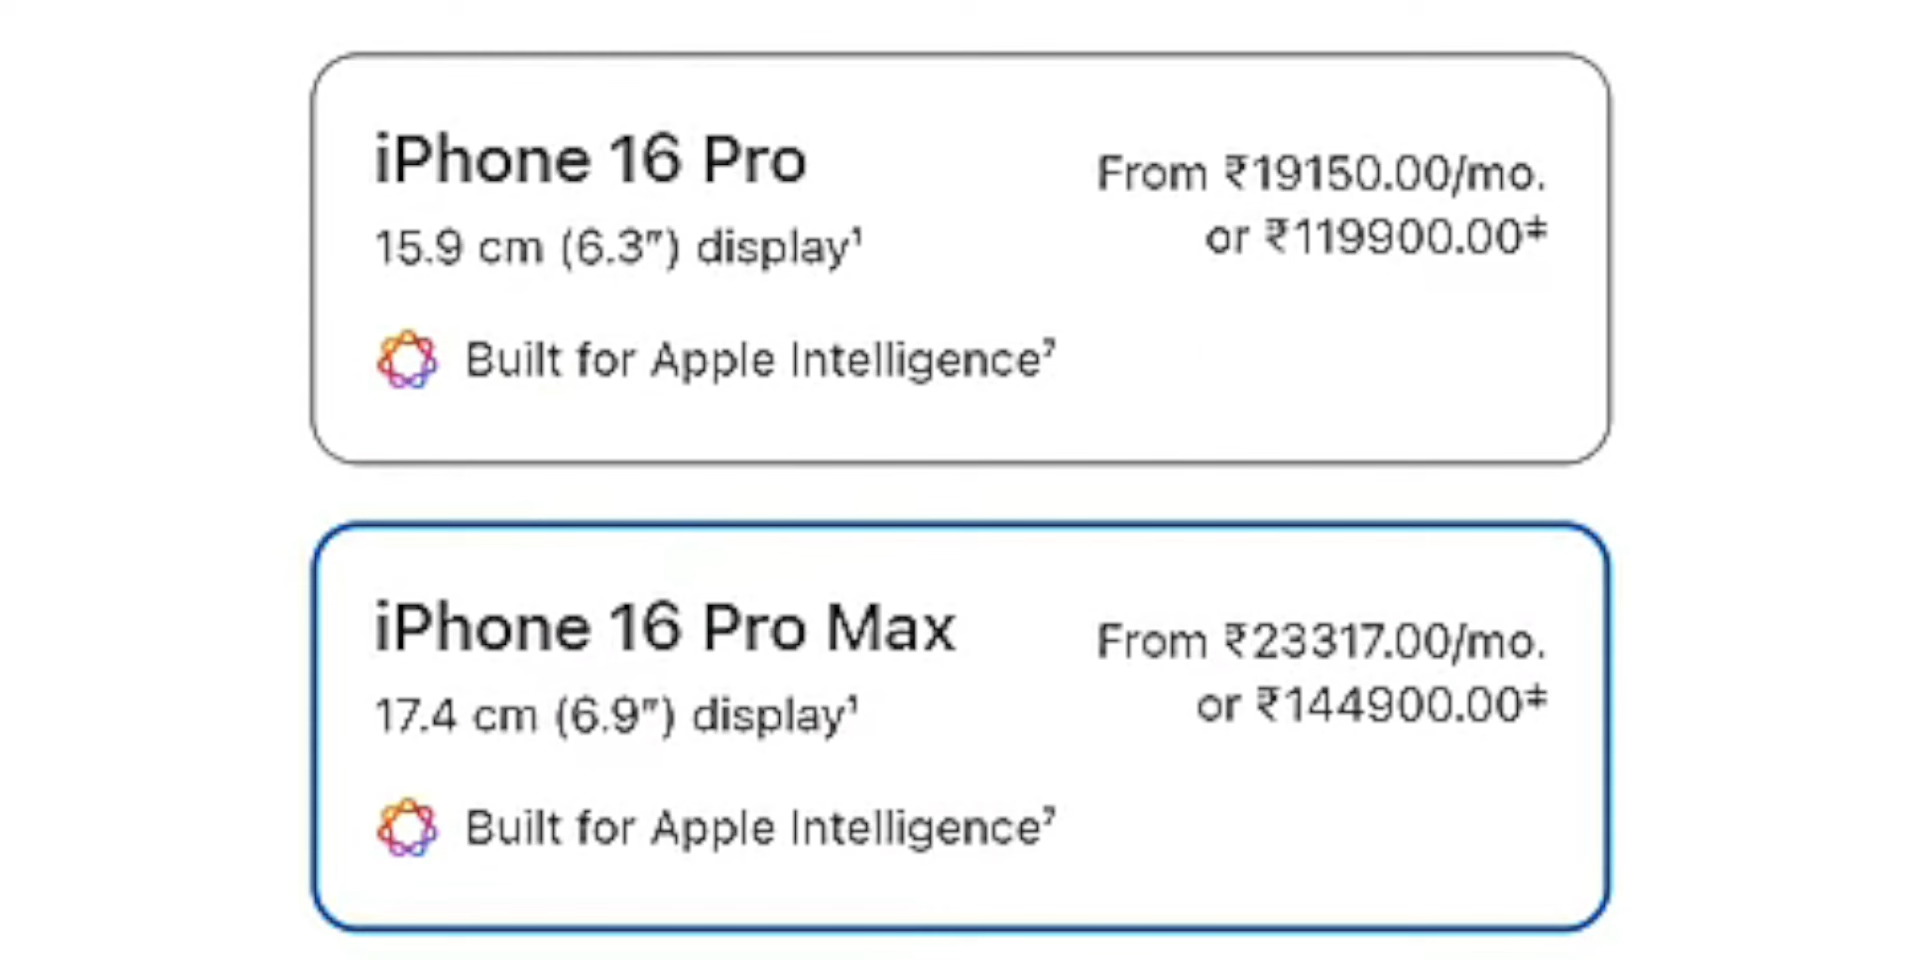 iPhone 16 Pro
From ₹19150.00/mo.
or ₹119900.00‡
15.9 cm (6.3″) display¹
Built for Apple Intelligence⁷
iPhone 16 Pro Max
From ₹23317.00/mo.
or ₹144900.00‡
17.4 cm (6.9″) display¹
Built for Apple Intelligence⁷